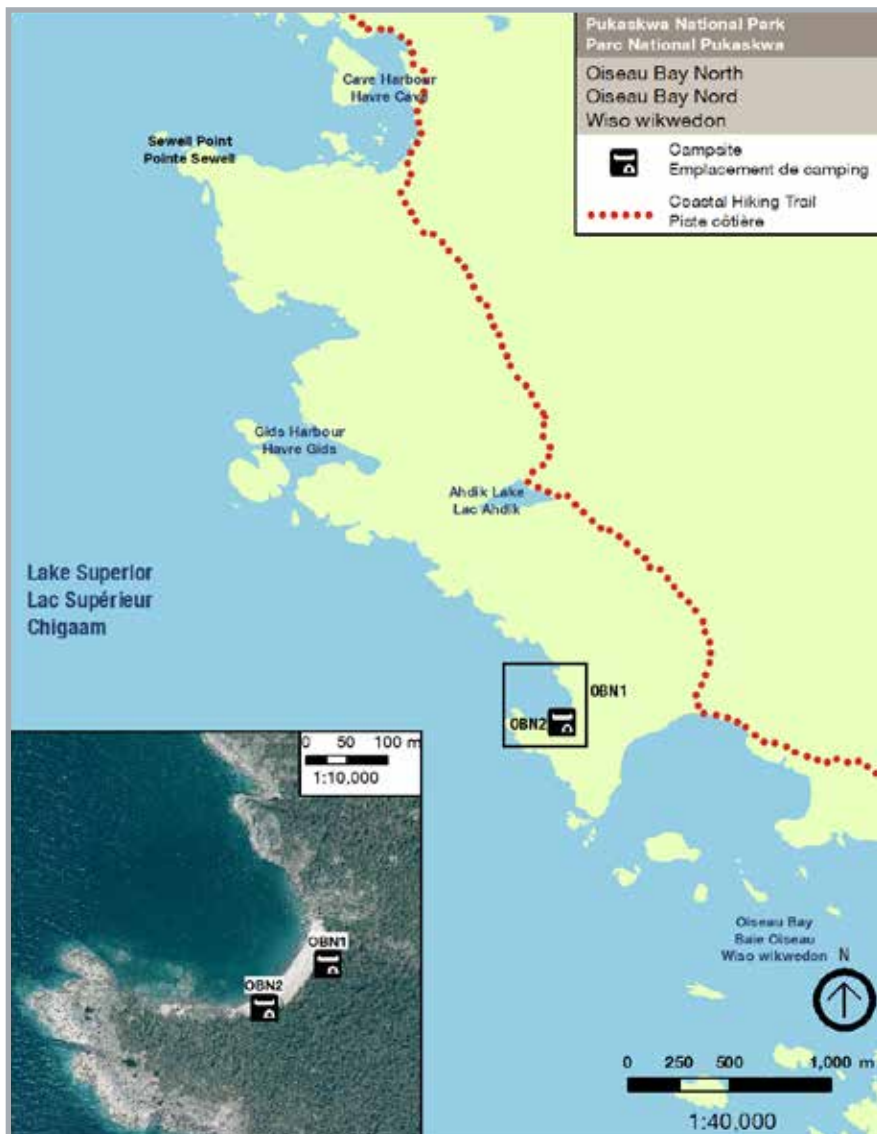 Pukaskwa National Park
Parc National Pukaskwa
Oiseau Bay North
Oiseau Bay Nord
Wiso wikwedon
Campsite
Emplacement de camping
Coastal Hiking Trail
Piste côtière
Cave Harbour
Havre Cave
Sewell Point
Pointe Sewell
Gids Harbour
Havre Gids
Ahdik Lake
Lac Ahdik
Lake Superior
Lac Supérieur
Chigaam
OBN1
OBN2
0 50 100 m
1:10,000
OBN1
OBN2
Oiseau Bay
Baie Oiseau
Wiso wikwedon
N
0 250 500 1,000 m
1:40,000